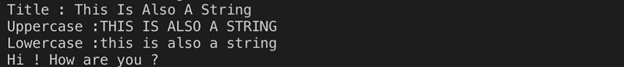 Title : This Is Also A String
Uppercase :THIS IS ALSO A STRING
Lowercase :this is also a string
Hi ! How are you ?